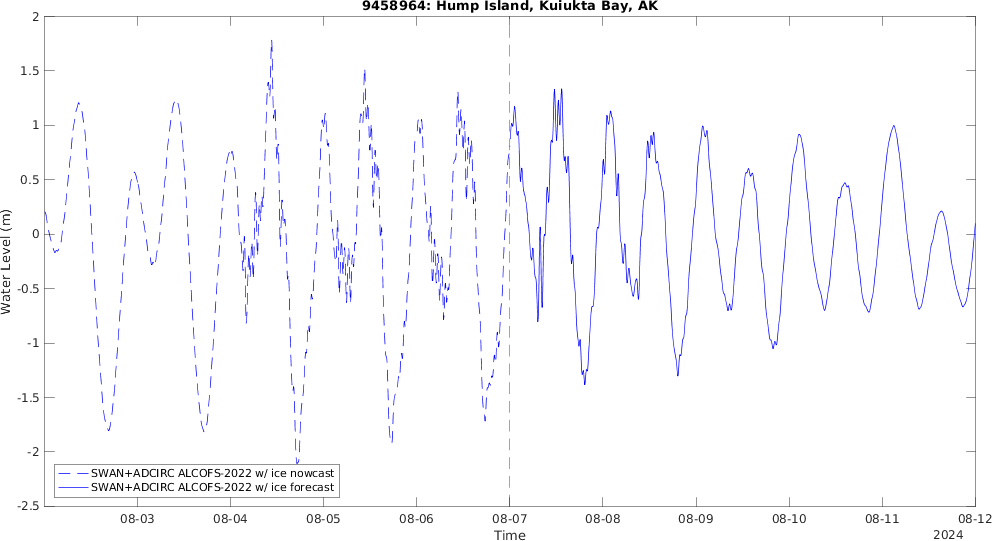 9458964: Hump Island, Kuiukta Bay, AK
2
1.5
1
0.5
0
-0.5
-1
-1.5
-2
-2.5
Water Level (m)
SWAN+ADCIRC ALCOFS-2022 w/ ice nowcast
SWAN+ADCIRC ALCOFS-2022 w/ ice forecast
08-03 08-04 08-05 08-06 08-07 08-08 08-09 08-10 08-11 08-12
Time
2024